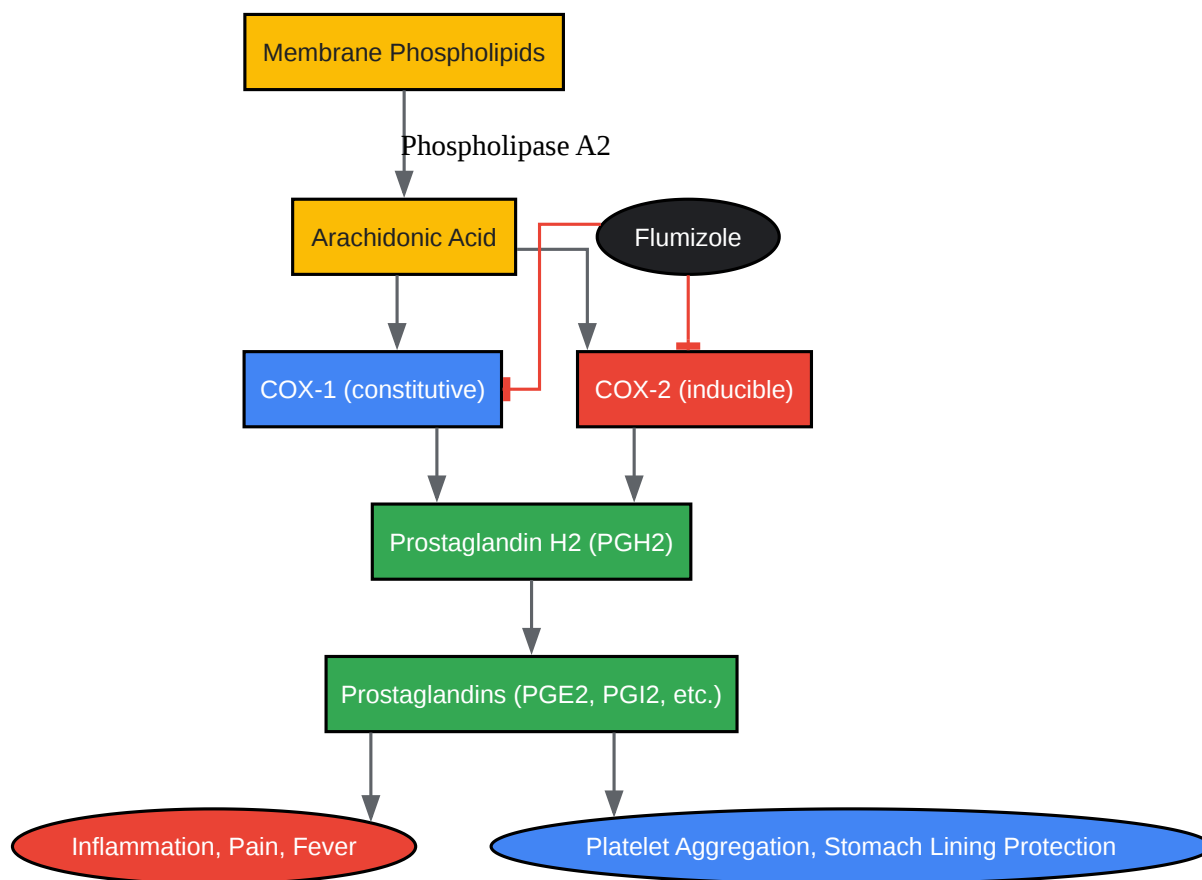 Membrane Phospholipids
Phospholipase A2
Arachidonic Acid
Flumizole
COX-1 (constitutive)
COX-2 (inducible)
Prostaglandin H2 (PGH2)
Prostaglandins (PGE2, PGI2, etc.)
Inflammation, Pain, Fever
Platelet Aggregation, Stomach Lining Protection